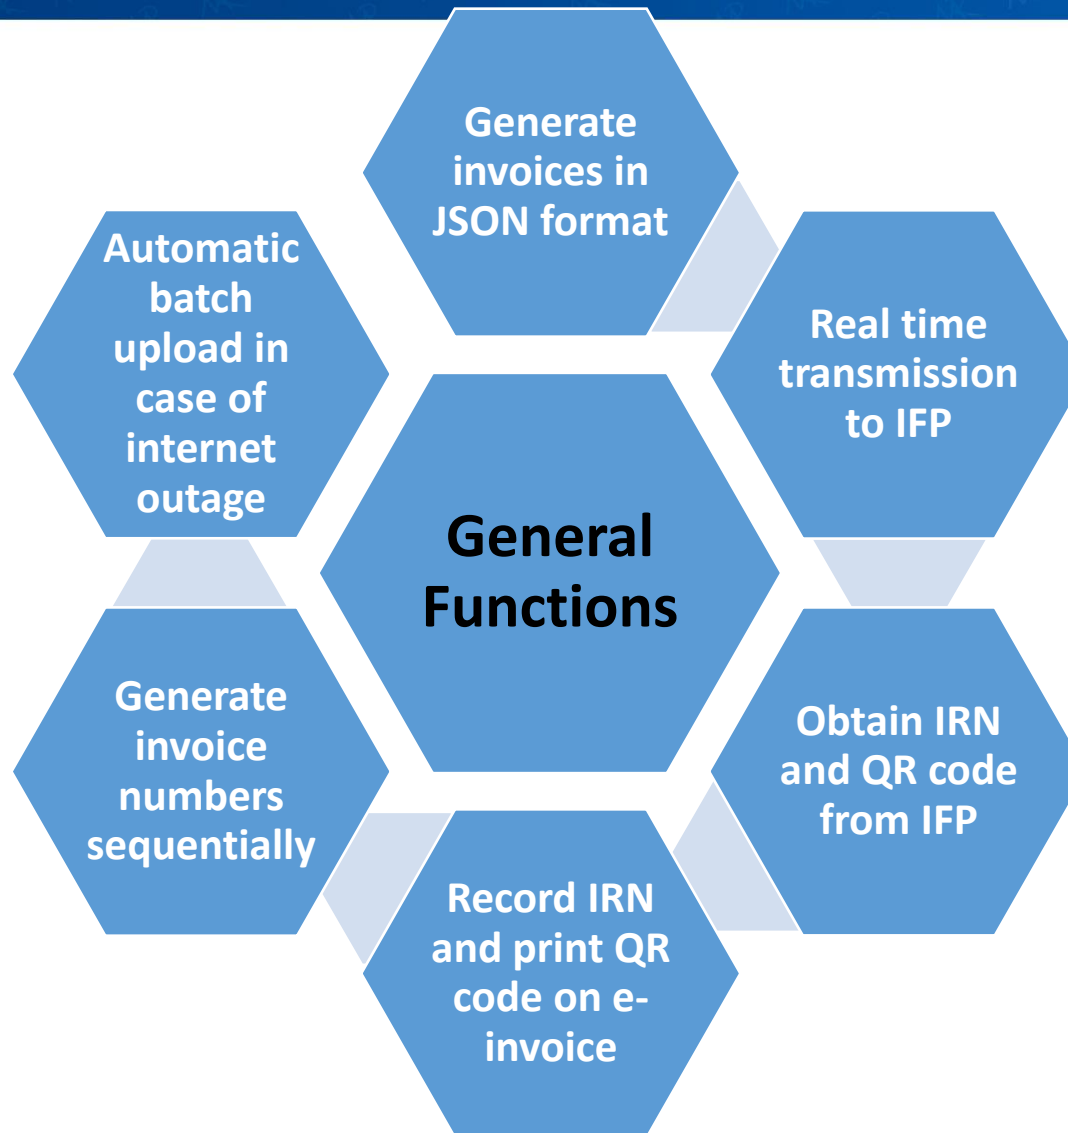 Generate
invoices in
JSON format
Real time
transmission
to IFP
Obtain IRN
and QR code
from IFP
Record IRN
and print QR
code on e-
invoice
Generate
invoice
numbers
sequentially
Automatic
batch
upload in
case of
internet
outage
General
Functions